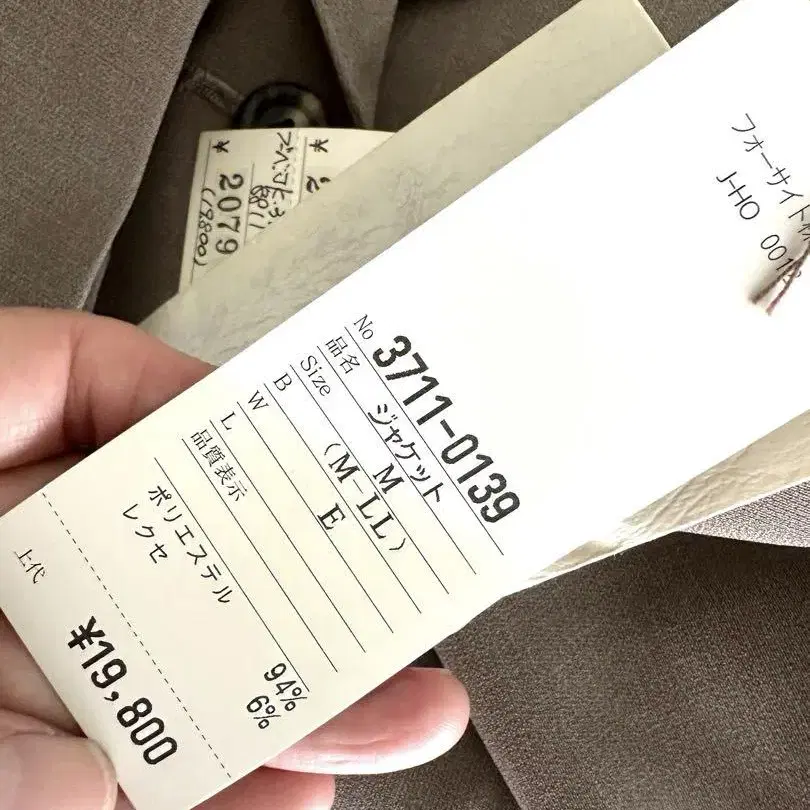 フォーサイト
J-HO 001
No 3711-0139
品名 ジャケット
Size M
B (M-LL)
W E
L
品質表示
ポリエステル 94%
レクセ 6%
上代
¥19,800
* 2079
(19800)
*